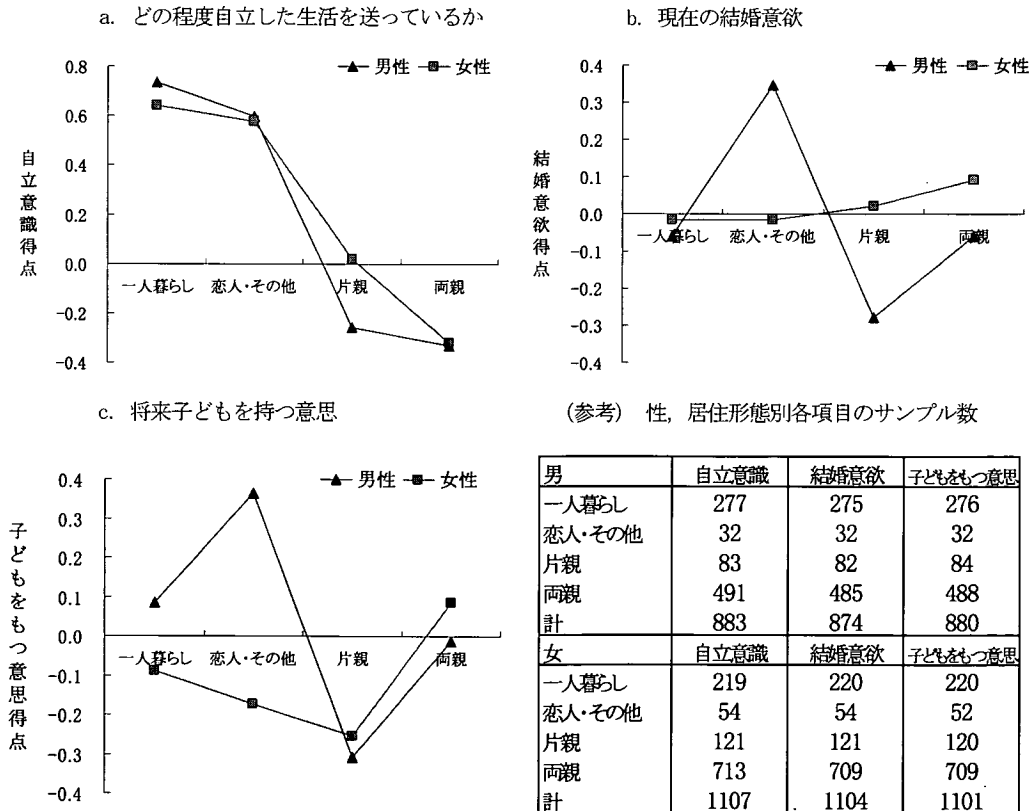 a. どの程度自立した生活を送っているか
男性 女性
自立意識得点
0.8
0.6
0.4
0.2
0.0
-0.2
-0.4
一人暮らし 恋人・その他 片親 両親
b. 現在の結婚意欲
男性 女性
結婚意欲得点
0.4
0.3
0.2
0.1
0.0
-0.1
-0.2
-0.3
-0.4
一人暮らし 恋人・その他 片親 両親
c. 将来子どもを持つ意思
男性 女性
子どもをもつ意思得点
0.4
0.3
0.2
0.1
0.0
-0.1
-0.2
-0.3
-0.4
一人暮らし 恋人・その他 片親 両親
(参考) 性,居住形態別各項目のサンプル数
男 自立意識 結婚意欲 子どもをもつ意思
一人暮らし 277 275 276
恋人・その他 32 32 32
片親 83 82 84
両親 491 485 488
計 883 874 880
女 自立意識 結婚意欲 子どもをもつ意思
一人暮らし 219 220 220
恋人・その他 54 54 52
片親 121 121 120
両親 713 709 709
計 1107 1104 1101